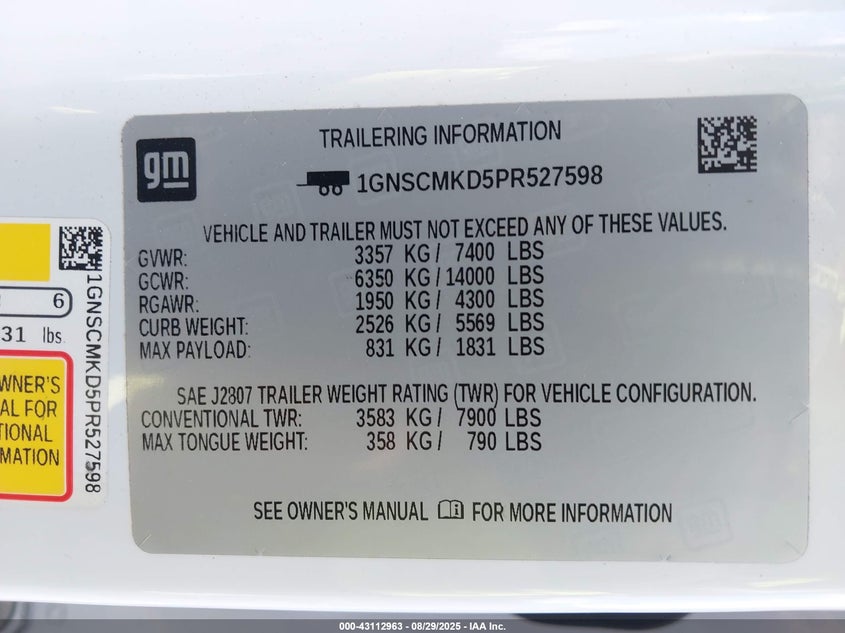 gm
TRAILERING INFORMATION
1GNSCMKD5PR527598
VEHICLE AND TRAILER MUST NOT EXCEED ANY OF THESE VALUES.
GVWR: 3357 KG / 7400 LBS
GCWR: 6350 KG / 14000 LBS
RGAWR: 1950 KG / 4300 LBS
CURB WEIGHT: 2526 KG / 5569 LBS
MAX PAYLOAD: 831 KG / 1831 LBS
SAE J2807 TRAILER WEIGHT RATING (TWR) FOR VEHICLE CONFIGURATION.
CONVENTIONAL TWR: 3583 KG / 7900 LBS
MAX TONGUE WEIGHT: 358 KG / 790 LBS
SEE OWNER'S MANUAL FOR MORE INFORMATION
6
31 lbs.
WNER'S
AL FOR
TIONAL
MATION
1GNSCMKD5PR527598
000-43112963 - 08/29/2025 - IAA Inc.